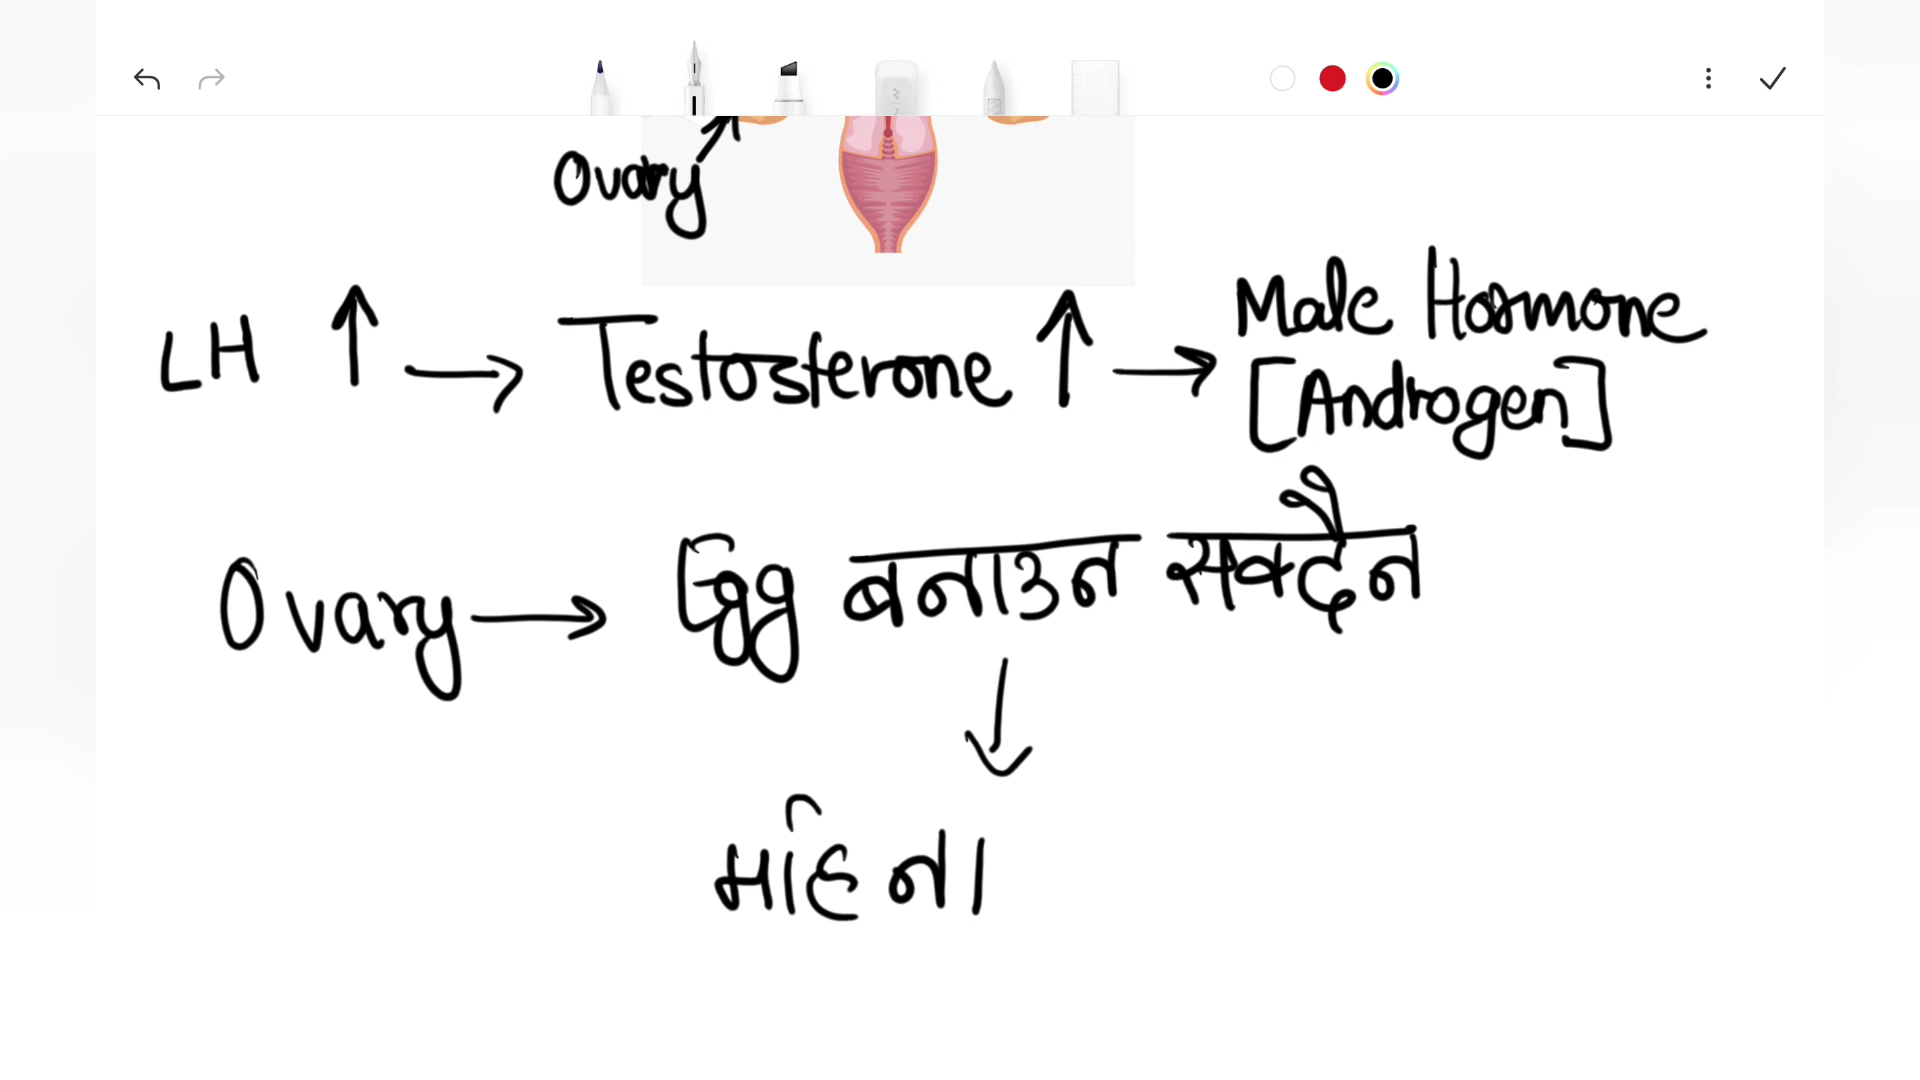 Ovary
LH ↑ → Testosterone ↑ → Male Hormone
[Androgen]
Ovary → Egg बनाउन सक्दैन
↓
महिना